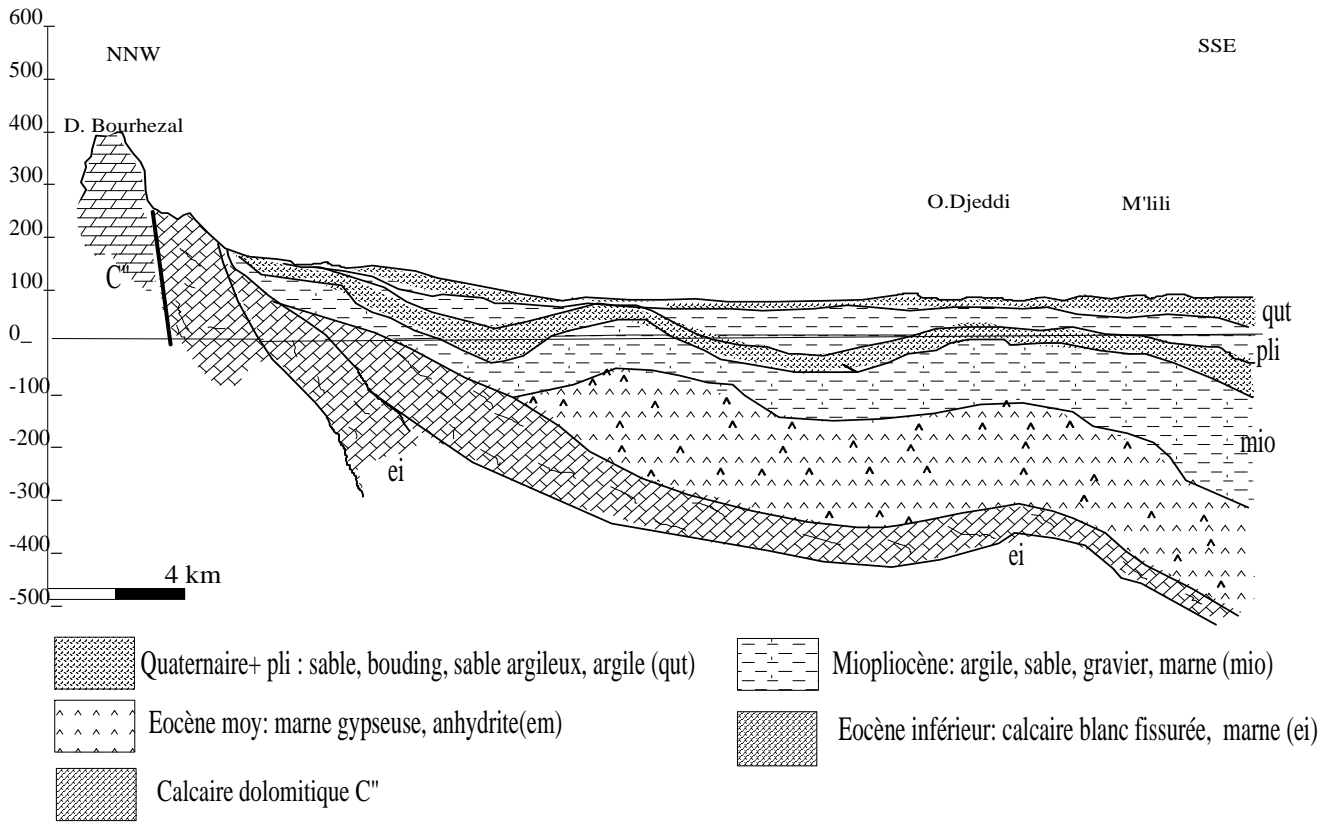 600
NNW
SSE
500
D. Bourhezal
400
300
O.Djeddi
M'lili
200
C"
100
qut
0
pli
-100
mio
-200
ei
-300
-400
ei
4 km
-500
Quaternaire+ pli : sable, bouding, sable argileux, argile (qut)
Miopliocène: argile, sable, gravier, marne (mio)
Eocène moy: marne gypseuse, anhydrite(em)
Eocène inférieur: calcaire blanc fissurée, marne (ei)
Calcaire dolomitique C"